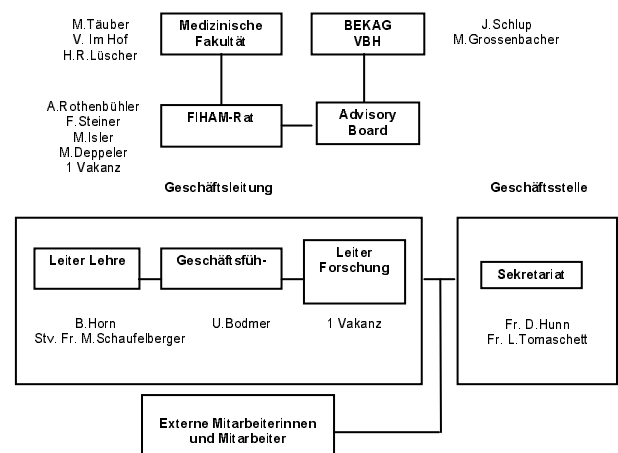 M.Täuber
V. Im Hof
H.R.Lüscher
Medizinische
Fakultät
BEKAG
VBH
J.Schlup
M.Grossenbacher
A.Rothenbühler
F.Steiner
M.Isler
M.Deppeler
1 Vakanz
FIHAM-Rat
Advisory
Board
Geschäftsleitung
Geschäftsstelle
Leiter Lehre
Geschäftsfüh-
Leiter
Forschung
Sekretariat
B.Horn
Stv. Fr. M.Schaufelberger
U.Bodmer
1 Vakanz
Fr. D.Hunn
Fr. L.Tomaschett
Externe Mitarbeiterinnen
und Mitarbeiter